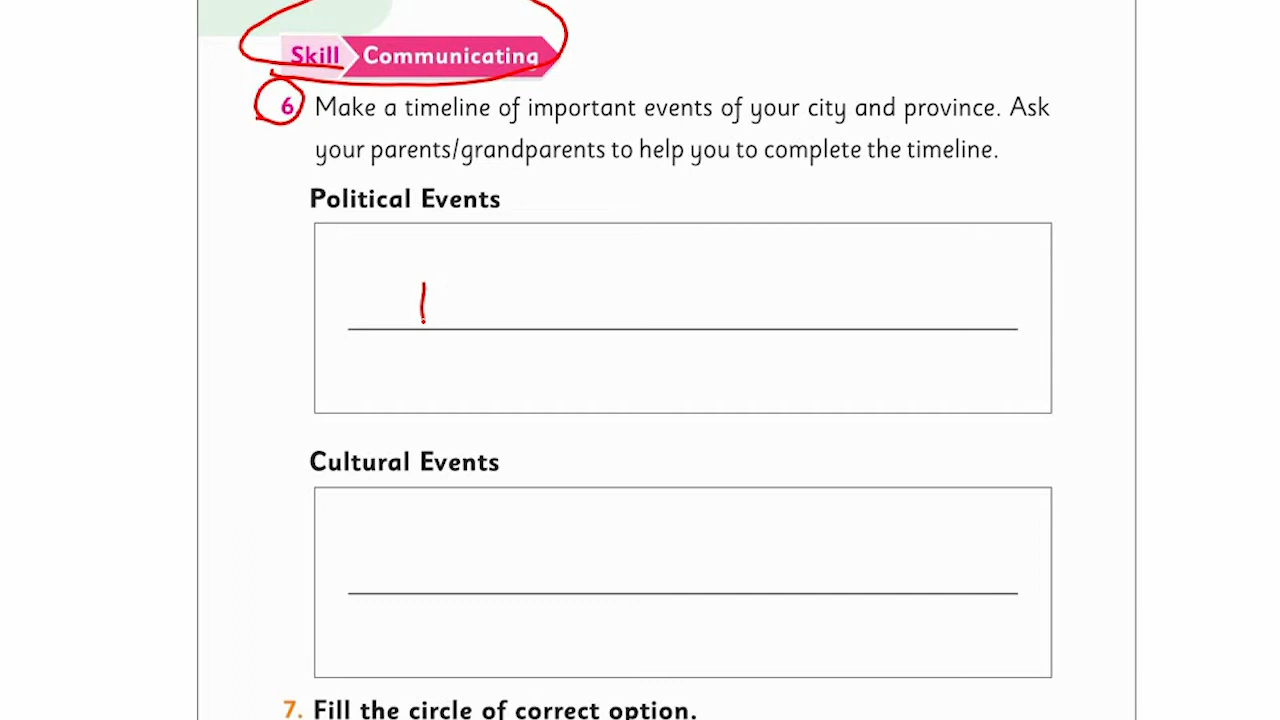 Skill Communicating
6. Make a timeline of important events of your city and province. Ask
your parents/grandparents to help you to complete the timeline.
Political Events
Cultural Events
7. Fill the circle of correct option.